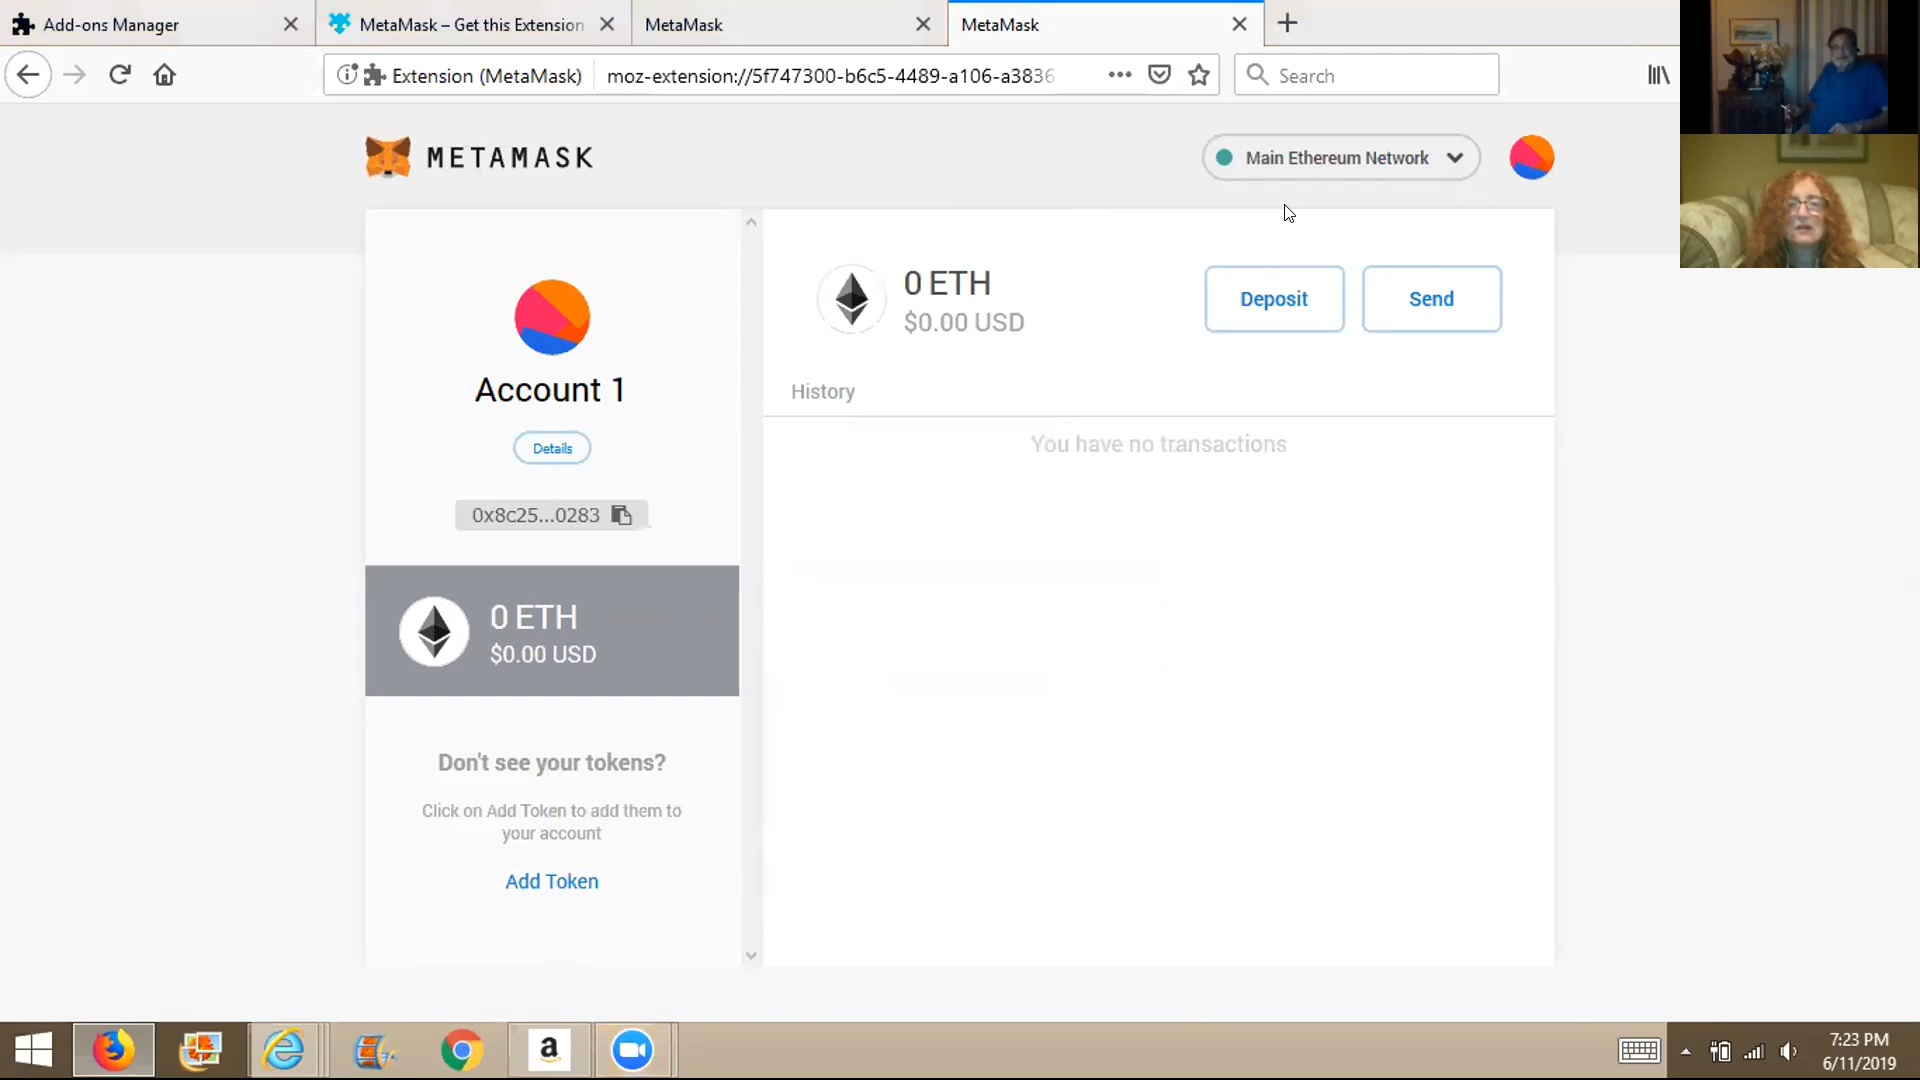 Add-ons Manager
MetaMask – Get this Extension
MetaMask
MetaMask
Extension (MetaMask)
moz-extension://5f747300-b6c5-4489-a106-a3836
Search
METAMASK
Main Ethereum Network
Account 1
Details
0x8c25...0283
0 ETH
$0.00 USD
Don't see your tokens?
Click on Add Token to add them to
your account
Add Token
0 ETH
$0.00 USD
Deposit
Send
History
You have no transactions
a
7:23 PM
6/11/2019